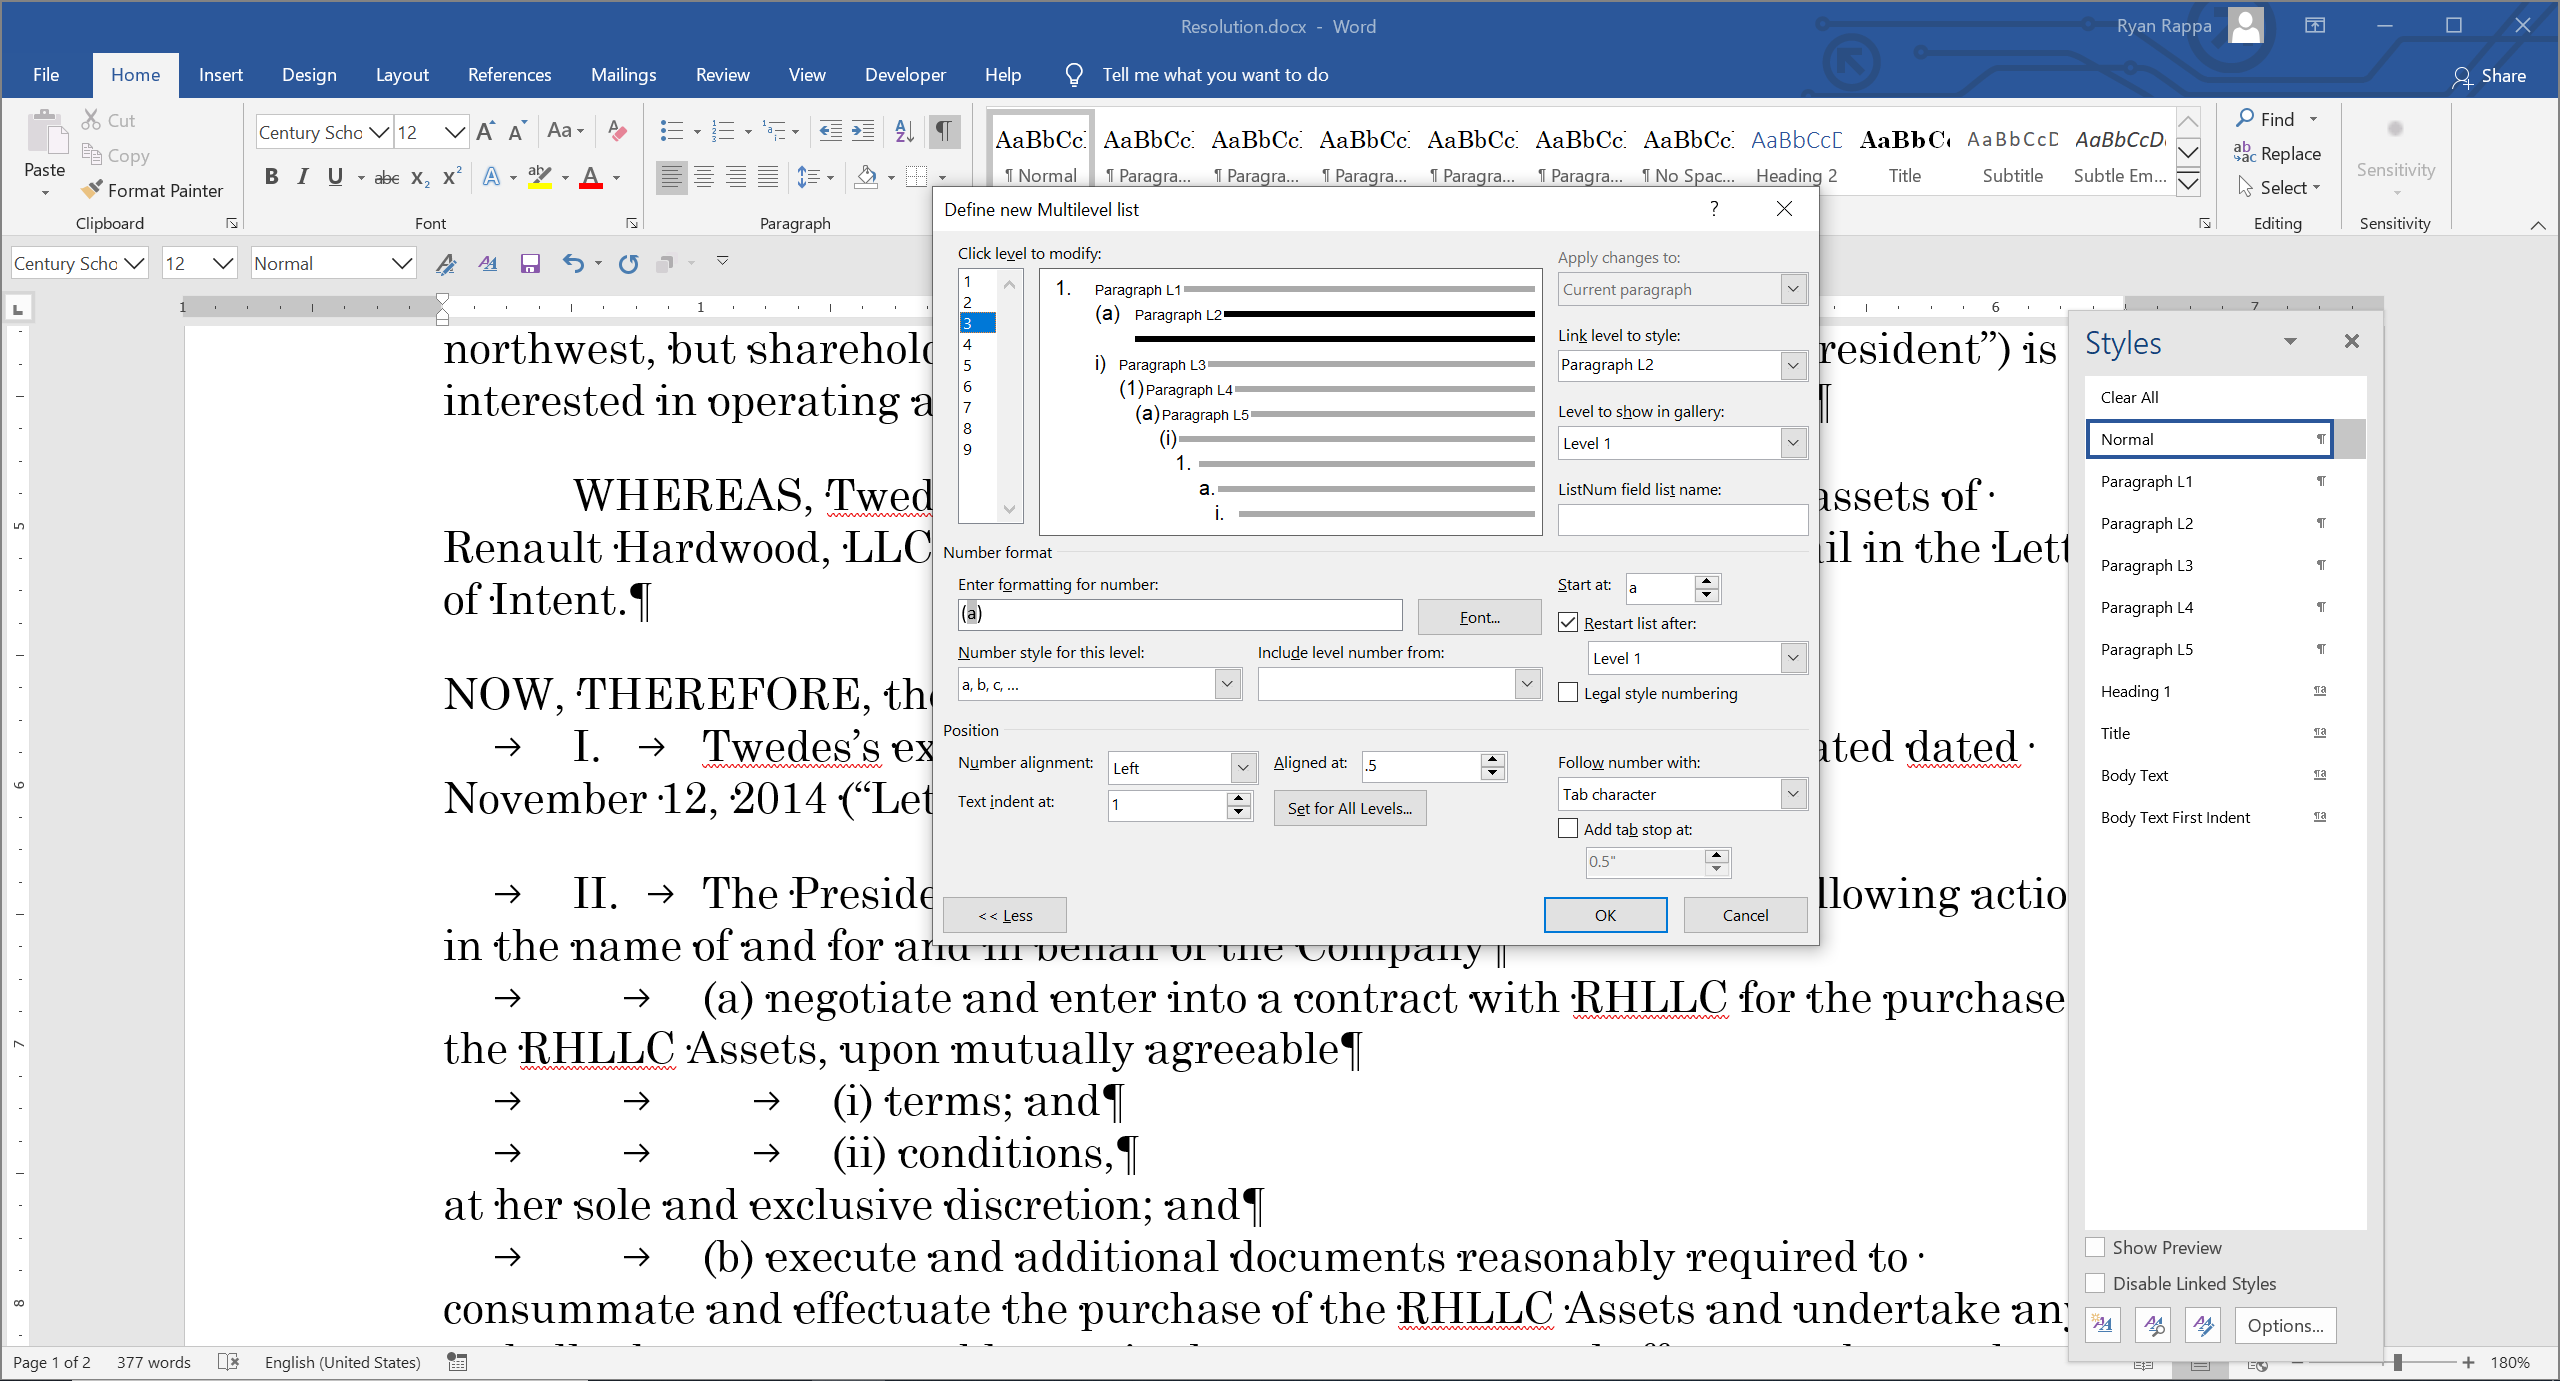 Resolution.docx - Word
Ryan Rappa
File Home Insert Design Layout References Mailings Review View Developer Help Tell me what you want to do Share
Paste
Cut
Copy
Format Painter
Clipboard
Century Scho 12 Aa
B I U abc x₂ x² A ab A
Font
Paragraph
AaBbCc AaBbCc AaBbCc AaBbCc AaBbCc AaBbCc AaBbCc AaBbCcD AaBbCc AaBbCcD AaBbCcD
¶ Normal ¶ Paragra... ¶ Paragra... ¶ Paragra... ¶ Paragra... ¶ Paragra... ¶ No Spac... Heading 2 Title Subtitle Subtle Em...
Find
Replace
Select
Editing
Sensitivity
Sensitivity
Century Scho 12 Normal
1 1 6 7
5
6
7
8
northwest, but sharehol resident”) is
interested in operating a ¶
WHEREAS, Twed assets of
Renault Hardwood, LLC il in the Lett
of Intent.¶
NOW, THEREFORE, the
I. Twedes’s ex ated dated
November 12, 2014 (“Let
II. The Preside llowing actio
in the name of and for and in behalf of the Company¶
(a) negotiate and enter into a contract with RHLLC for the purchase
the RHLLC Assets, upon mutually agreeable¶
(i) terms; and¶
(ii) conditions,¶
at her sole and exclusive discretion; and¶
(b) execute and additional documents reasonably required to
consummate and effectuate the purchase of the RHLLC Assets and undertake any
Define new Multilevel list
?
Click level to modify:
1
2
3
4
5
6
7
8
9
1. Paragraph L1
(a) Paragraph L2
i) Paragraph L3
(1) Paragraph L4
(a) Paragraph L5
(i)
1.
a.
i.
Apply changes to:
Current paragraph
Link level to style:
Paragraph L2
Level to show in gallery:
Level 1
ListNum field list name:
Number format
Enter formatting for number:
(a)
Font...
Start at: a
Restart list after:
Level 1
Legal style numbering
Number style for this level:
a, b, c, ...
Include level number from:
Position
Number alignment: Left
Aligned at: .5
Text indent at: 1
Set for All Levels...
Follow number with:
Tab character
Add tab stop at:
0.5"
<< Less
OK
Cancel
Styles
Clear All
Normal ¶
Paragraph L1 ¶
Paragraph L2 ¶
Paragraph L3 ¶
Paragraph L4 ¶
Paragraph L5 ¶
Heading 1 ¶a
Title ¶a
Body Text ¶a
Body Text First Indent ¶a
Show Preview
Disable Linked Styles
Options...
Page 1 of 2 377 words English (United States) 180%